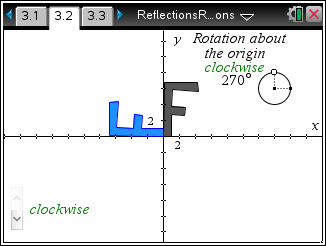 3.1 3.2 3.3 ReflectionsR...ons
y
Rotation about
the origin
clockwise
270°
x
2
2
clockwise